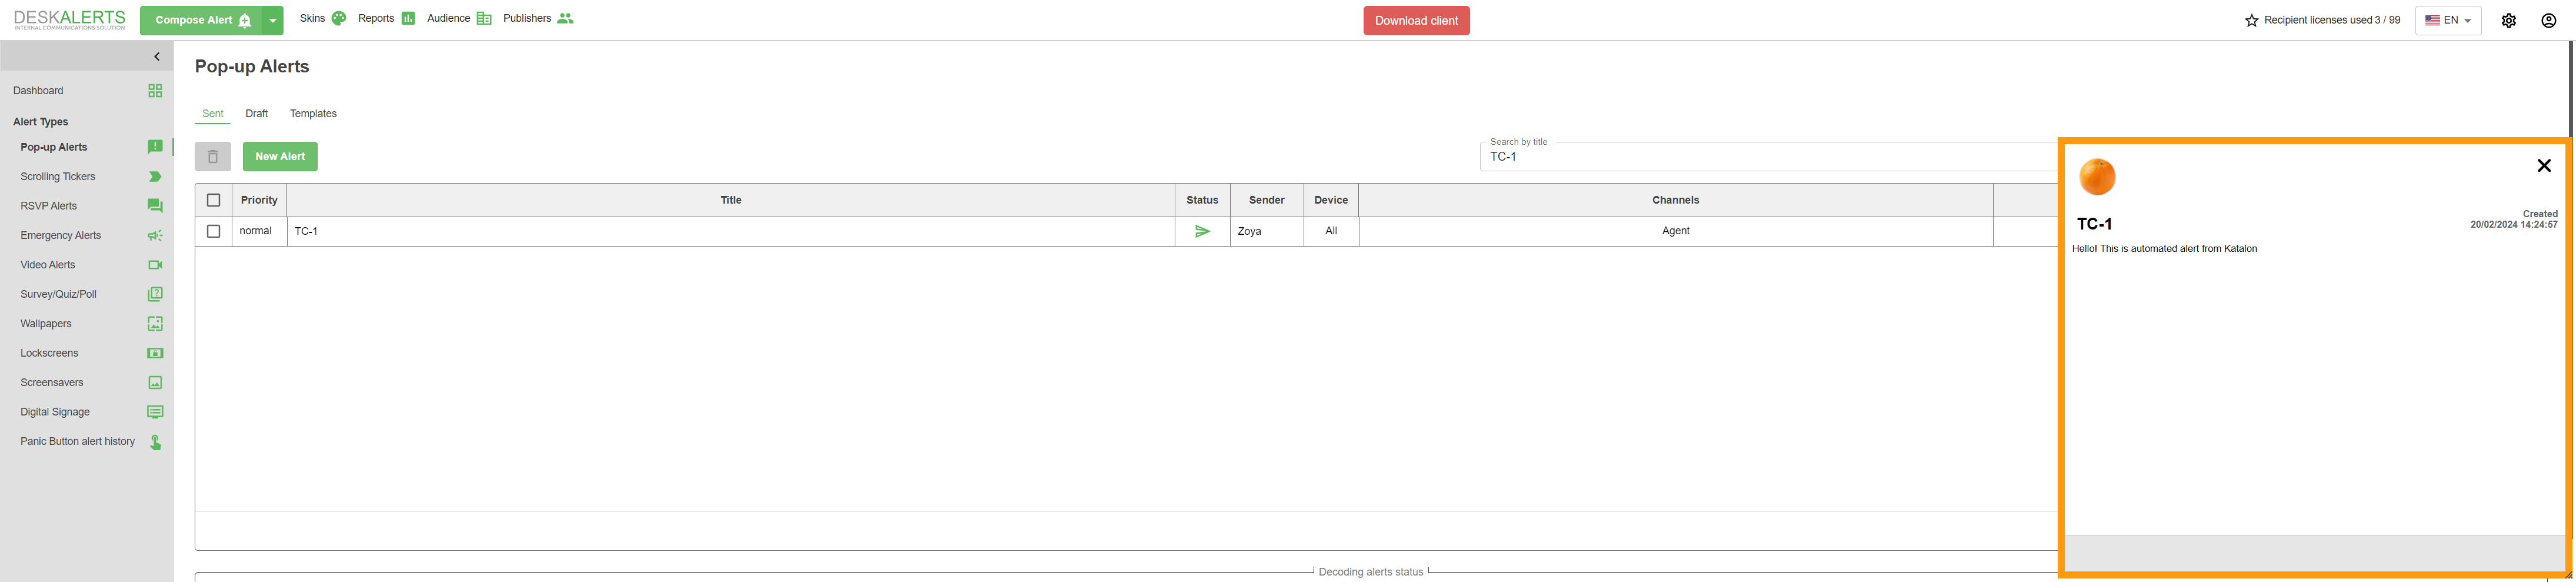 DESKALERTS
INTERNAL COMMUNICATIONS SOLUTION
Compose Alert
Skins
Reports
Audience
Publishers
Download client
Recipient licenses used 3 / 99
EN
Dashboard
Alert Types
Pop-up Alerts
Scrolling Tickers
RSVP Alerts
Emergency Alerts
Video Alerts
Survey/Quiz/Poll
Wallpapers
Lockscreens
Screensavers
Digital Signage
Panic Button alert history
Pop-up Alerts
Sent
Draft
Templates
New Alert
Search by title
TC-1
Priority
Title
Status
Sender
Device
Channels
normal
TC-1
Zoya
All
Agent
Decoding alerts status
TC-1
Created
20/02/2024 14:24:57
Hello! This is automated alert from Katalon